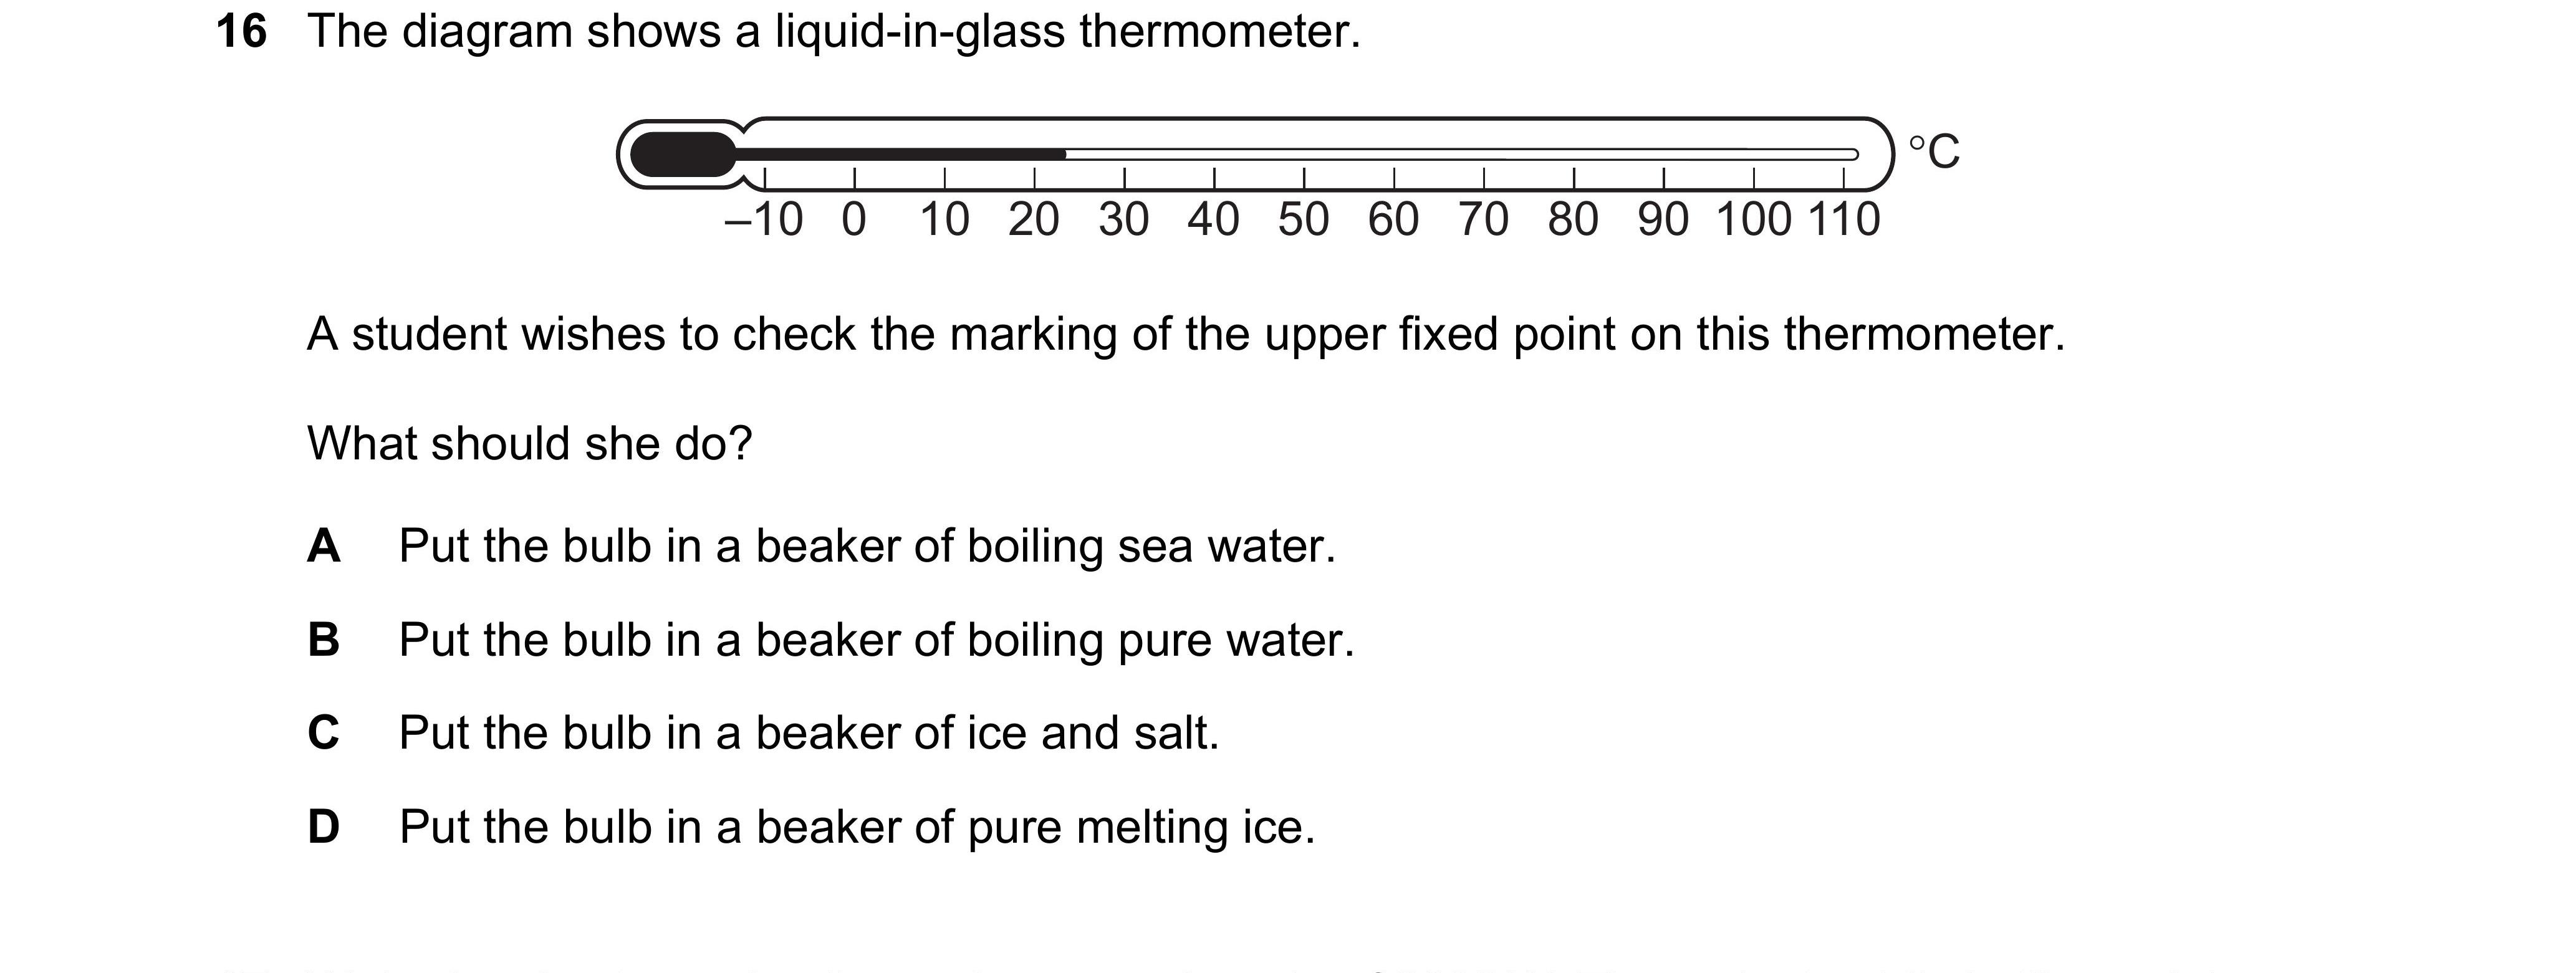 16 The diagram shows a liquid-in-glass thermometer.
°C
–10 0 10 20 30 40 50 60 70 80 90 100 110
A student wishes to check the marking of the upper fixed point on this thermometer.
What should she do?
A Put the bulb in a beaker of boiling sea water.
B Put the bulb in a beaker of boiling pure water.
C Put the bulb in a beaker of ice and salt.
D Put the bulb in a beaker of pure melting ice.